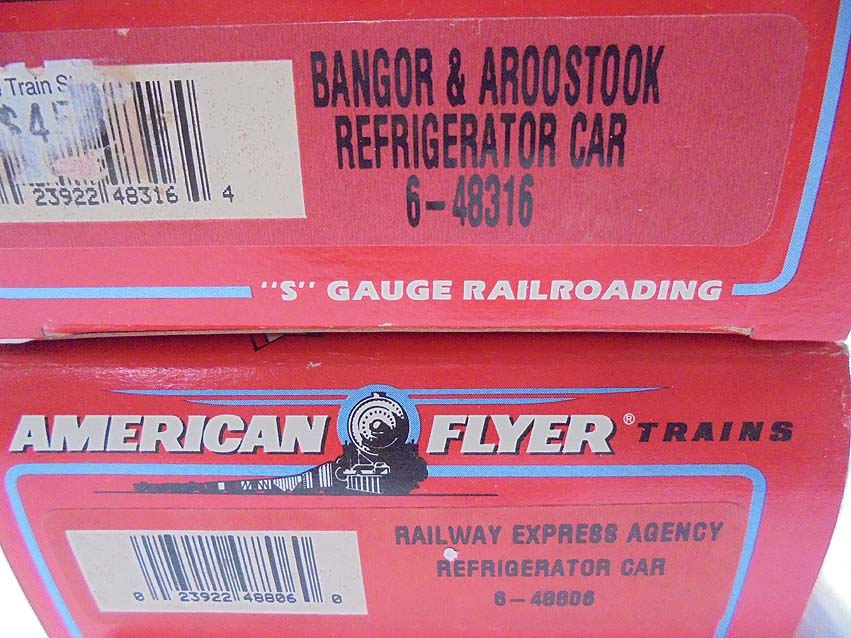 Train
$4
BANGOR & AROOSTOOK
REFRIGERATOR CAR
6-48316
23922 48316 4
"S" GAUGE RAILROADING
AMERICAN FLYER® TRAINS
RAILWAY EXPRESS AGENCY
REFRIGERATOR CAR
6-48806
0 23922 48806 0